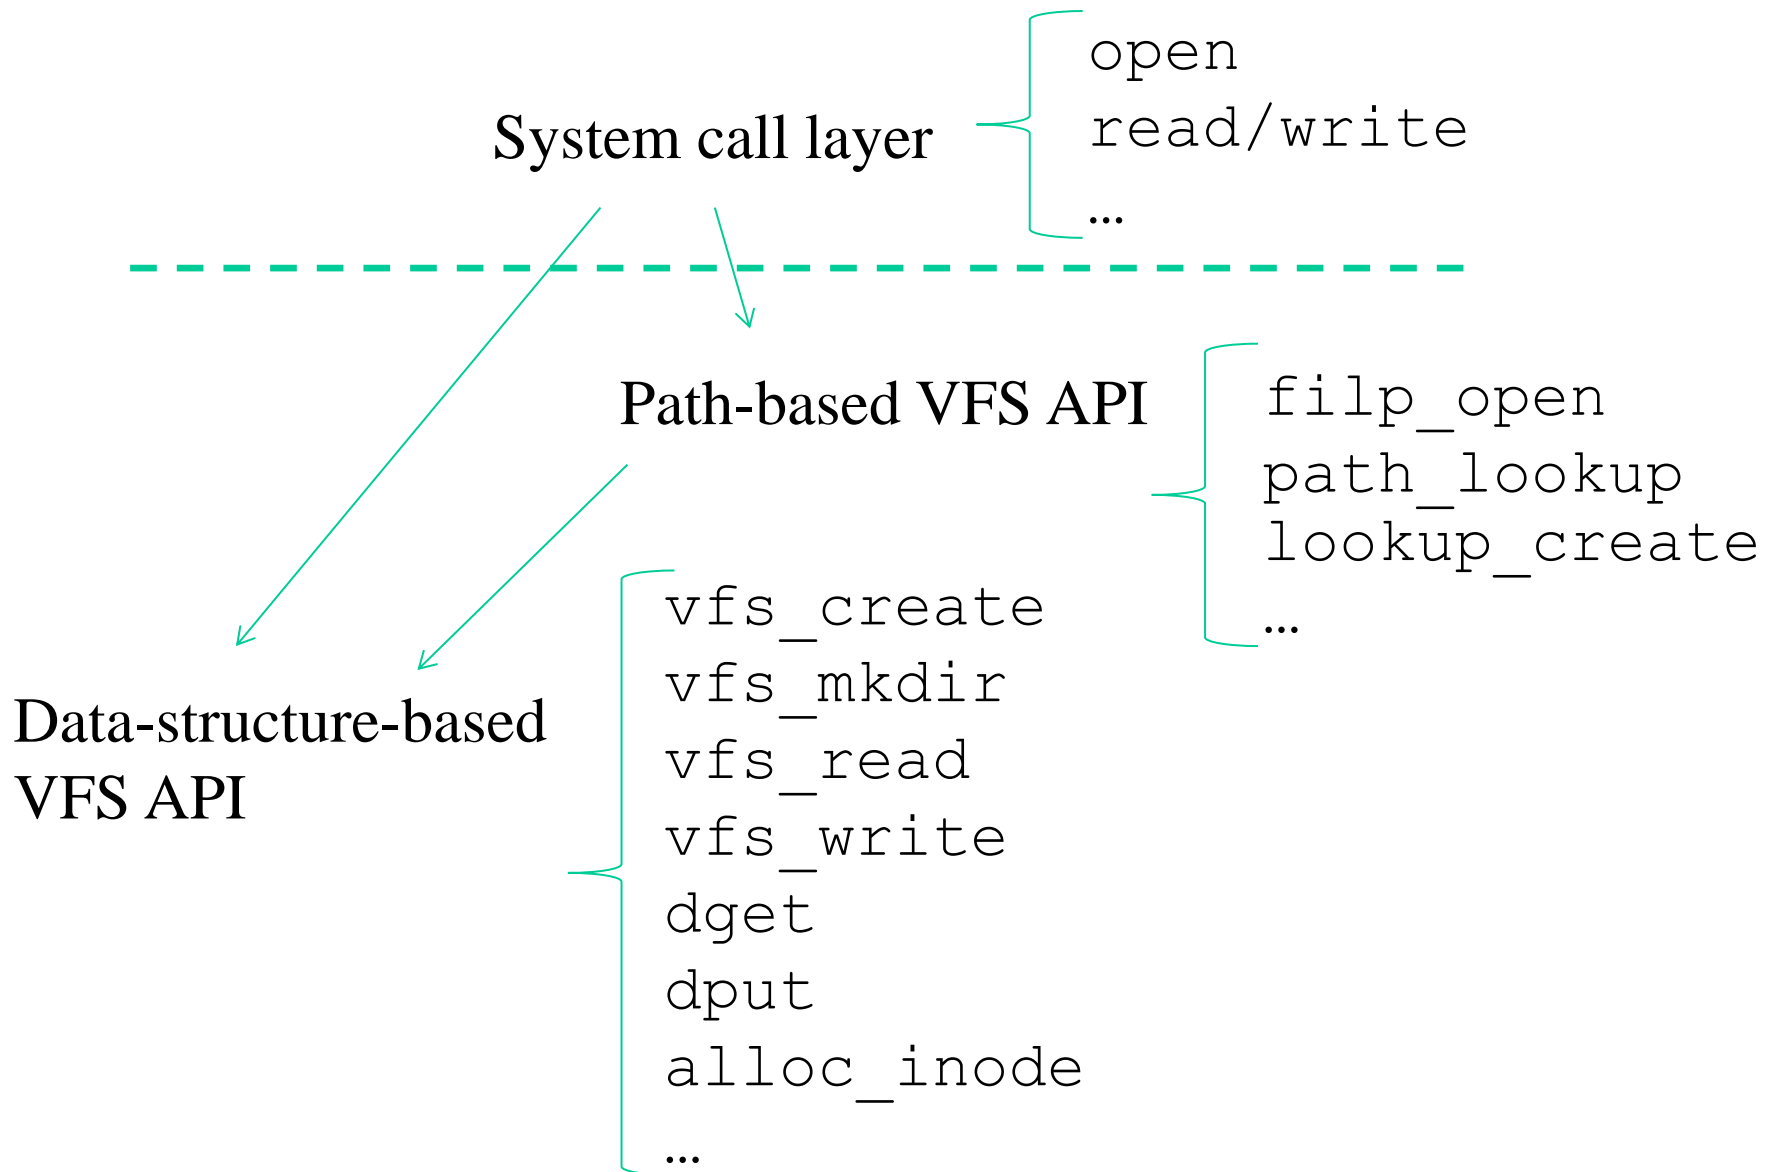 System call layer
open
read/write
…
Path-based VFS API
filp_open
path_lookup
lookup_create
…
Data-structure-based
VFS API
vfs_create
vfs_mkdir
vfs_read
vfs_write
dget
dput
alloc_inode
…